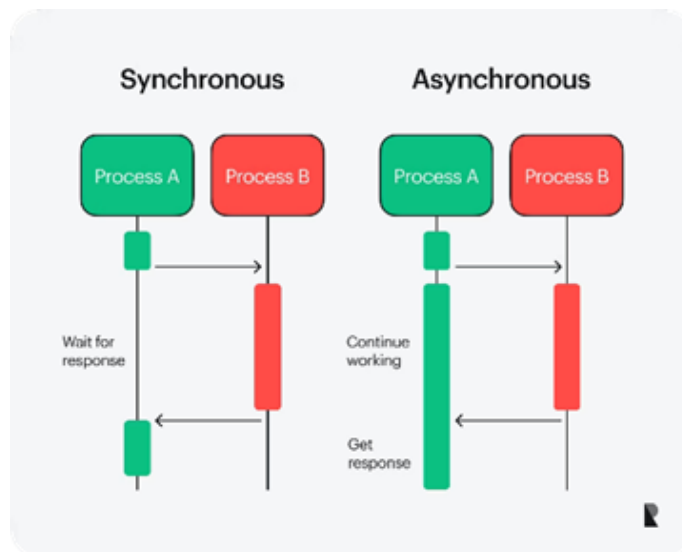 Synchronous
Asynchronous
Process A
Process B
Process A
Process B
Wait for
response
Continue
working
Get
response